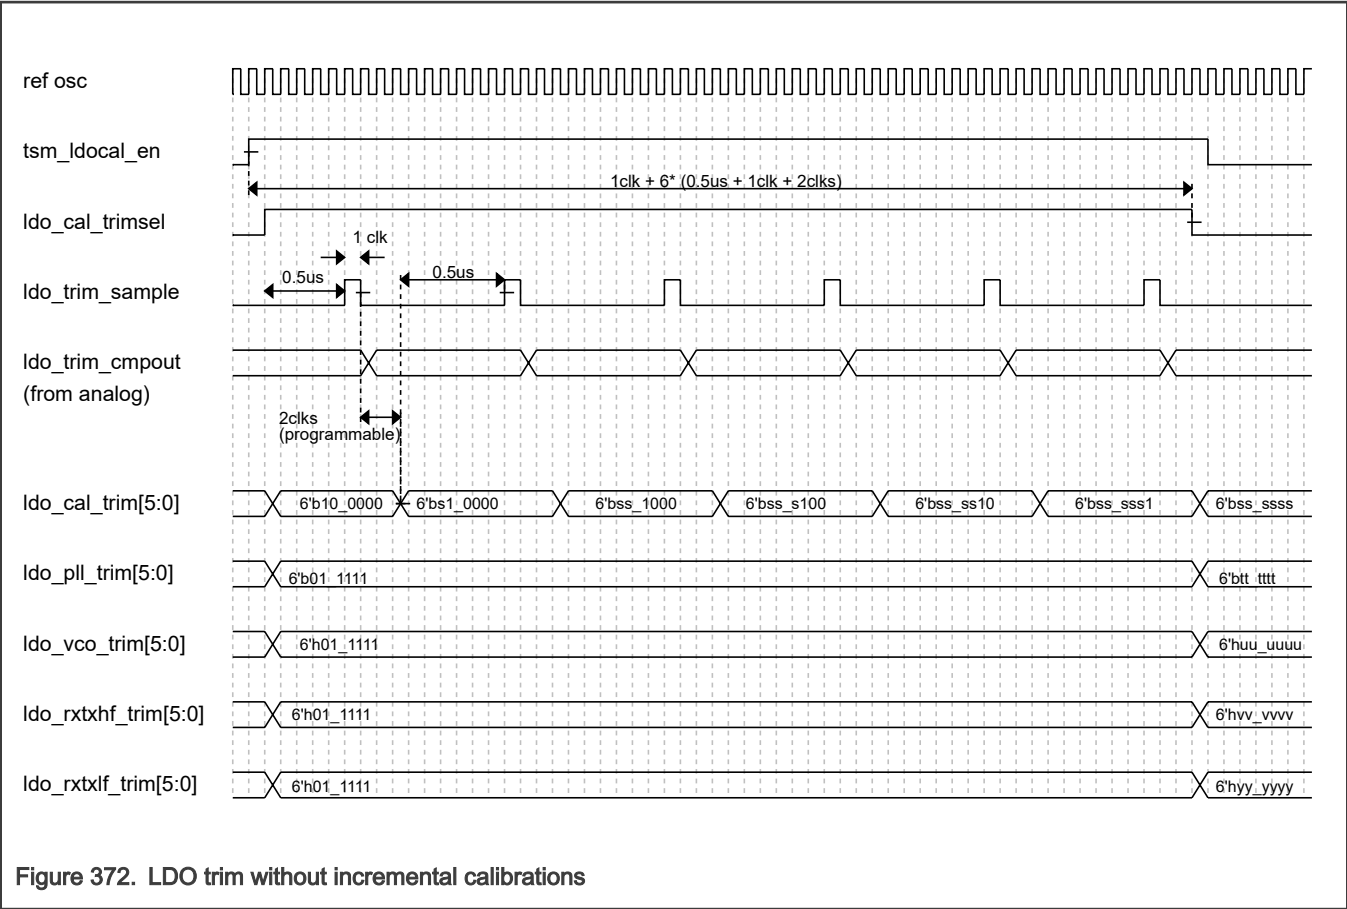 ref osc
tsm_ldocal_en
1clk + 6* (0.5us + 1clk + 2clks)
ldo_cal_trimsel
1 clk
0.5us
0.5us
ldo_trim_sample
ldo_trim_cmpout
(from analog)
2clks
(programmable)
ldo_cal_trim[5:0]
6'b10_0000
6'bs1_0000
6'bss_1000
6'bss_s100
6'bss_ss10
6'bss_sss1
6'bss_ssss
ldo_pll_trim[5:0]
6'b01_1111
6'btt_tttt
ldo_vco_trim[5:0]
6'h01_1111
6'huu_uuuu
ldo_rxtxhf_trim[5:0]
6'h01_1111
6'hvv_vvvv
ldo_rxtxlf_trim[5:0]
6'h01_1111
6'hyy_yyyy
Figure 372. LDO trim without incremental calibrations